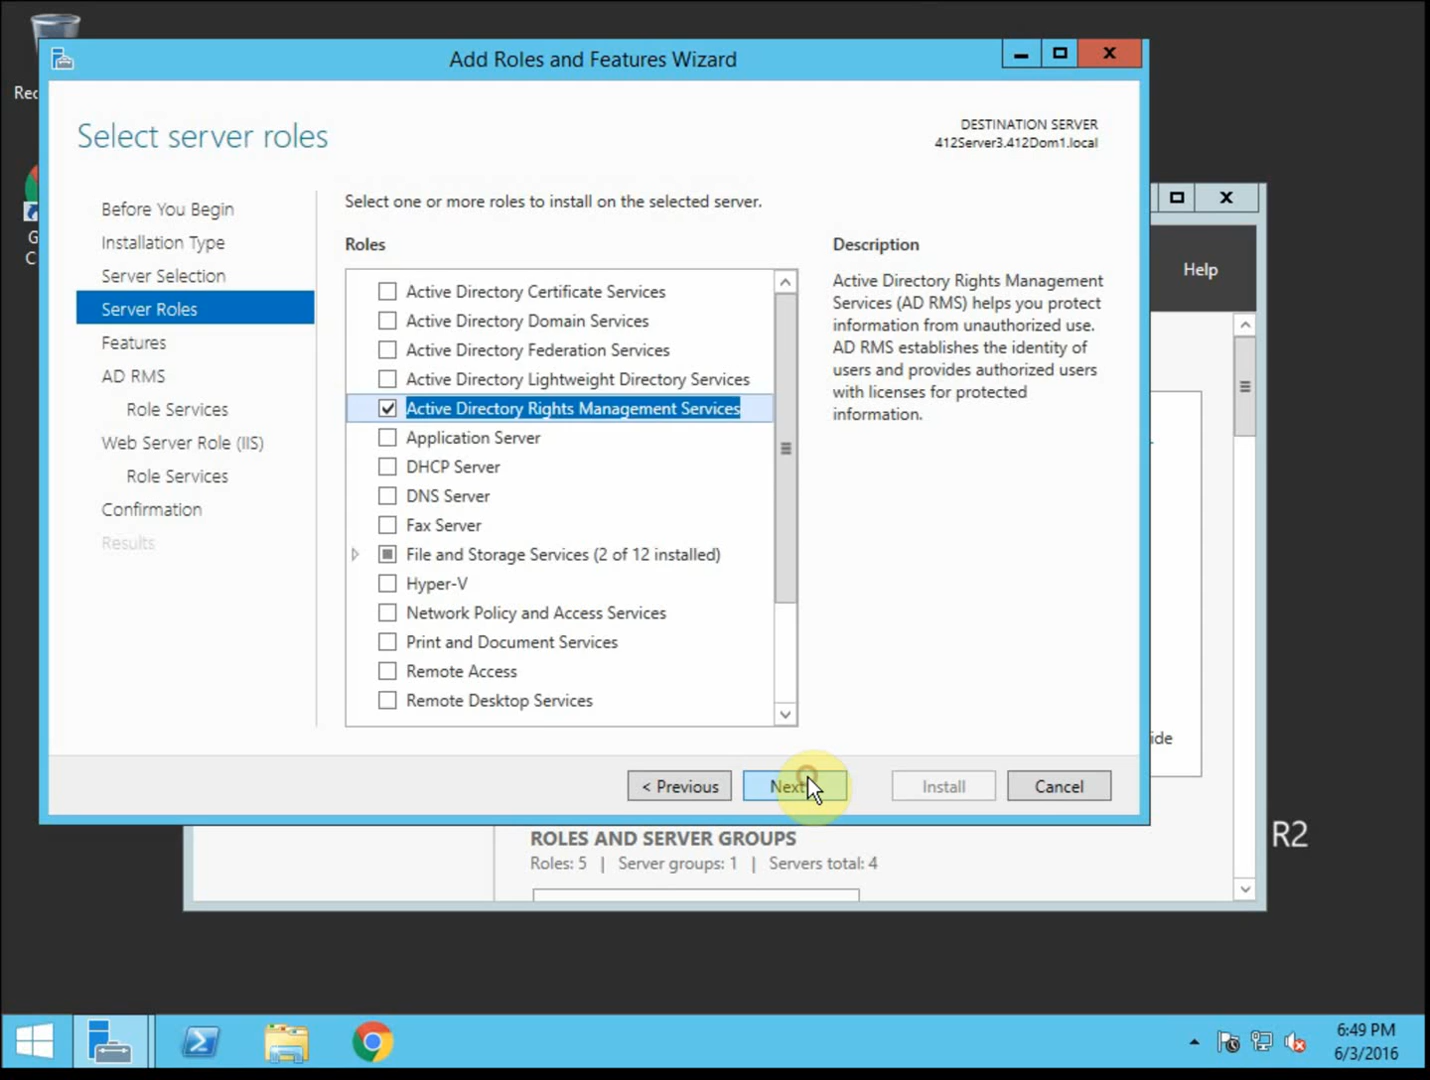 Add Roles and Features Wizard
Select server roles
DESTINATION SERVER
412Server3.412Dom1.local
Before You Begin
Installation Type
Server Selection
Server Roles
Features
AD RMS
Role Services
Web Server Role (IIS)
Role Services
Confirmation
Results
Select one or more roles to install on the selected server.
Roles
Active Directory Certificate Services
Active Directory Domain Services
Active Directory Federation Services
Active Directory Lightweight Directory Services
Active Directory Rights Management Services
Application Server
DHCP Server
DNS Server
Fax Server
File and Storage Services (2 of 12 installed)
Hyper-V
Network Policy and Access Services
Print and Document Services
Remote Access
Remote Desktop Services
Description
Active Directory Rights Management
Services (AD RMS) helps you protect
information from unauthorized use.
AD RMS establishes the identity of
users and provides authorized users
with licenses for protected
information.
< Previous
Next
Install
Cancel
Help
ide
ROLES AND SERVER GROUPS
Roles: 5 | Server groups: 1 | Servers total: 4
R2
Rec
G
C
6:49 PM
6/3/2016